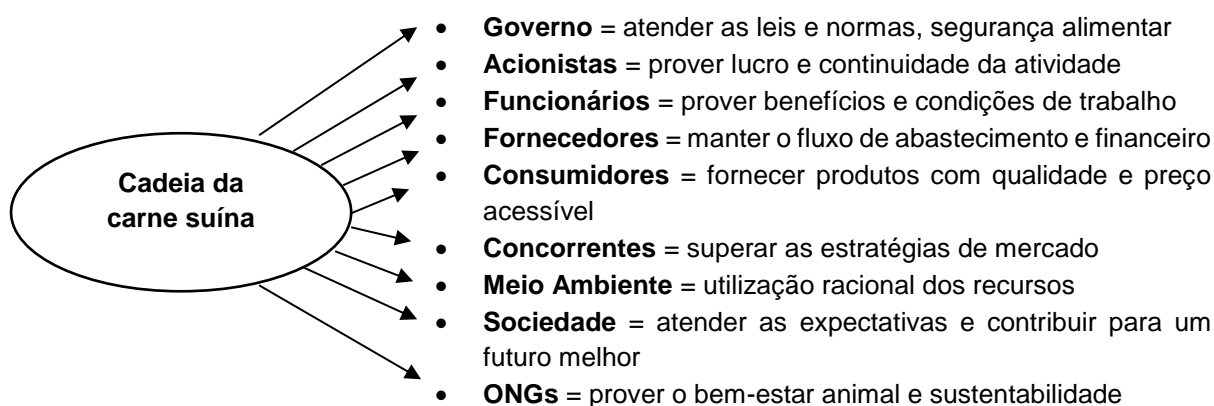 Cadeia da
carne suína
• Governo = atender as leis e normas, segurança alimentar
• Acionistas = prover lucro e continuidade da atividade
• Funcionários = prover benefícios e condições de trabalho
• Fornecedores = manter o fluxo de abastecimento e financeiro
• Consumidores = fornecer produtos com qualidade e preço
acessível
• Concorrentes = superar as estratégias de mercado
• Meio Ambiente = utilização racional dos recursos
• Sociedade = atender as expectativas e contribuir para um
futuro melhor
• ONGs = prover o bem-estar animal e sustentabilidade